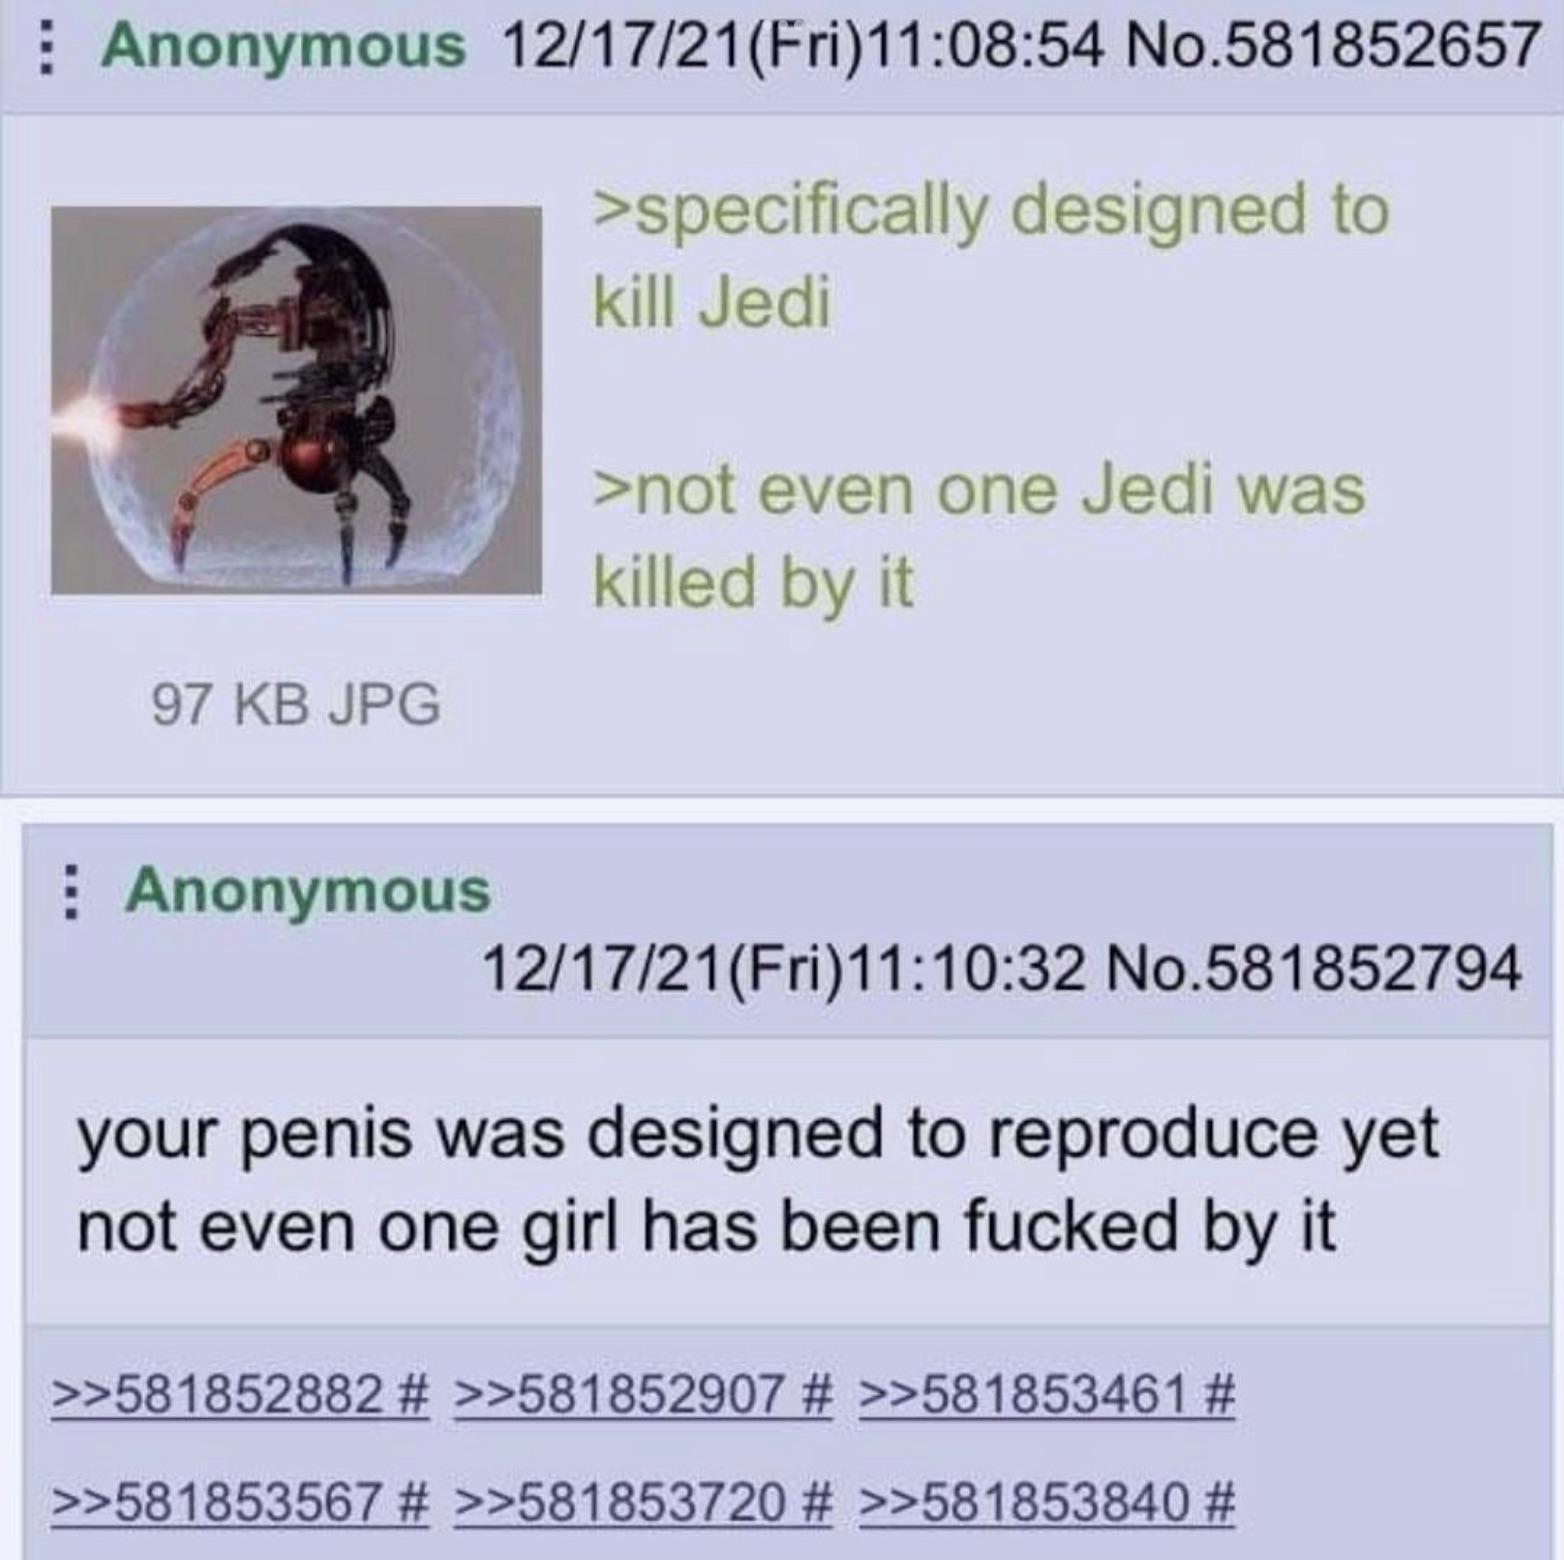 Anonymous 12/17/21(Fri)11:08:54 No.581852657
>specifically designed to
kill Jedi
>not even one Jedi was
killed by it
97 KB JPG
Anonymous
12/17/21(Fri)11:10:32 No.581852794
your penis was designed to reproduce yet
not even one girl has been fucked by it
>>581852882 # >>581852907 # >>581853461 #
>>581853567 # >>581853720 # >>581853840 #